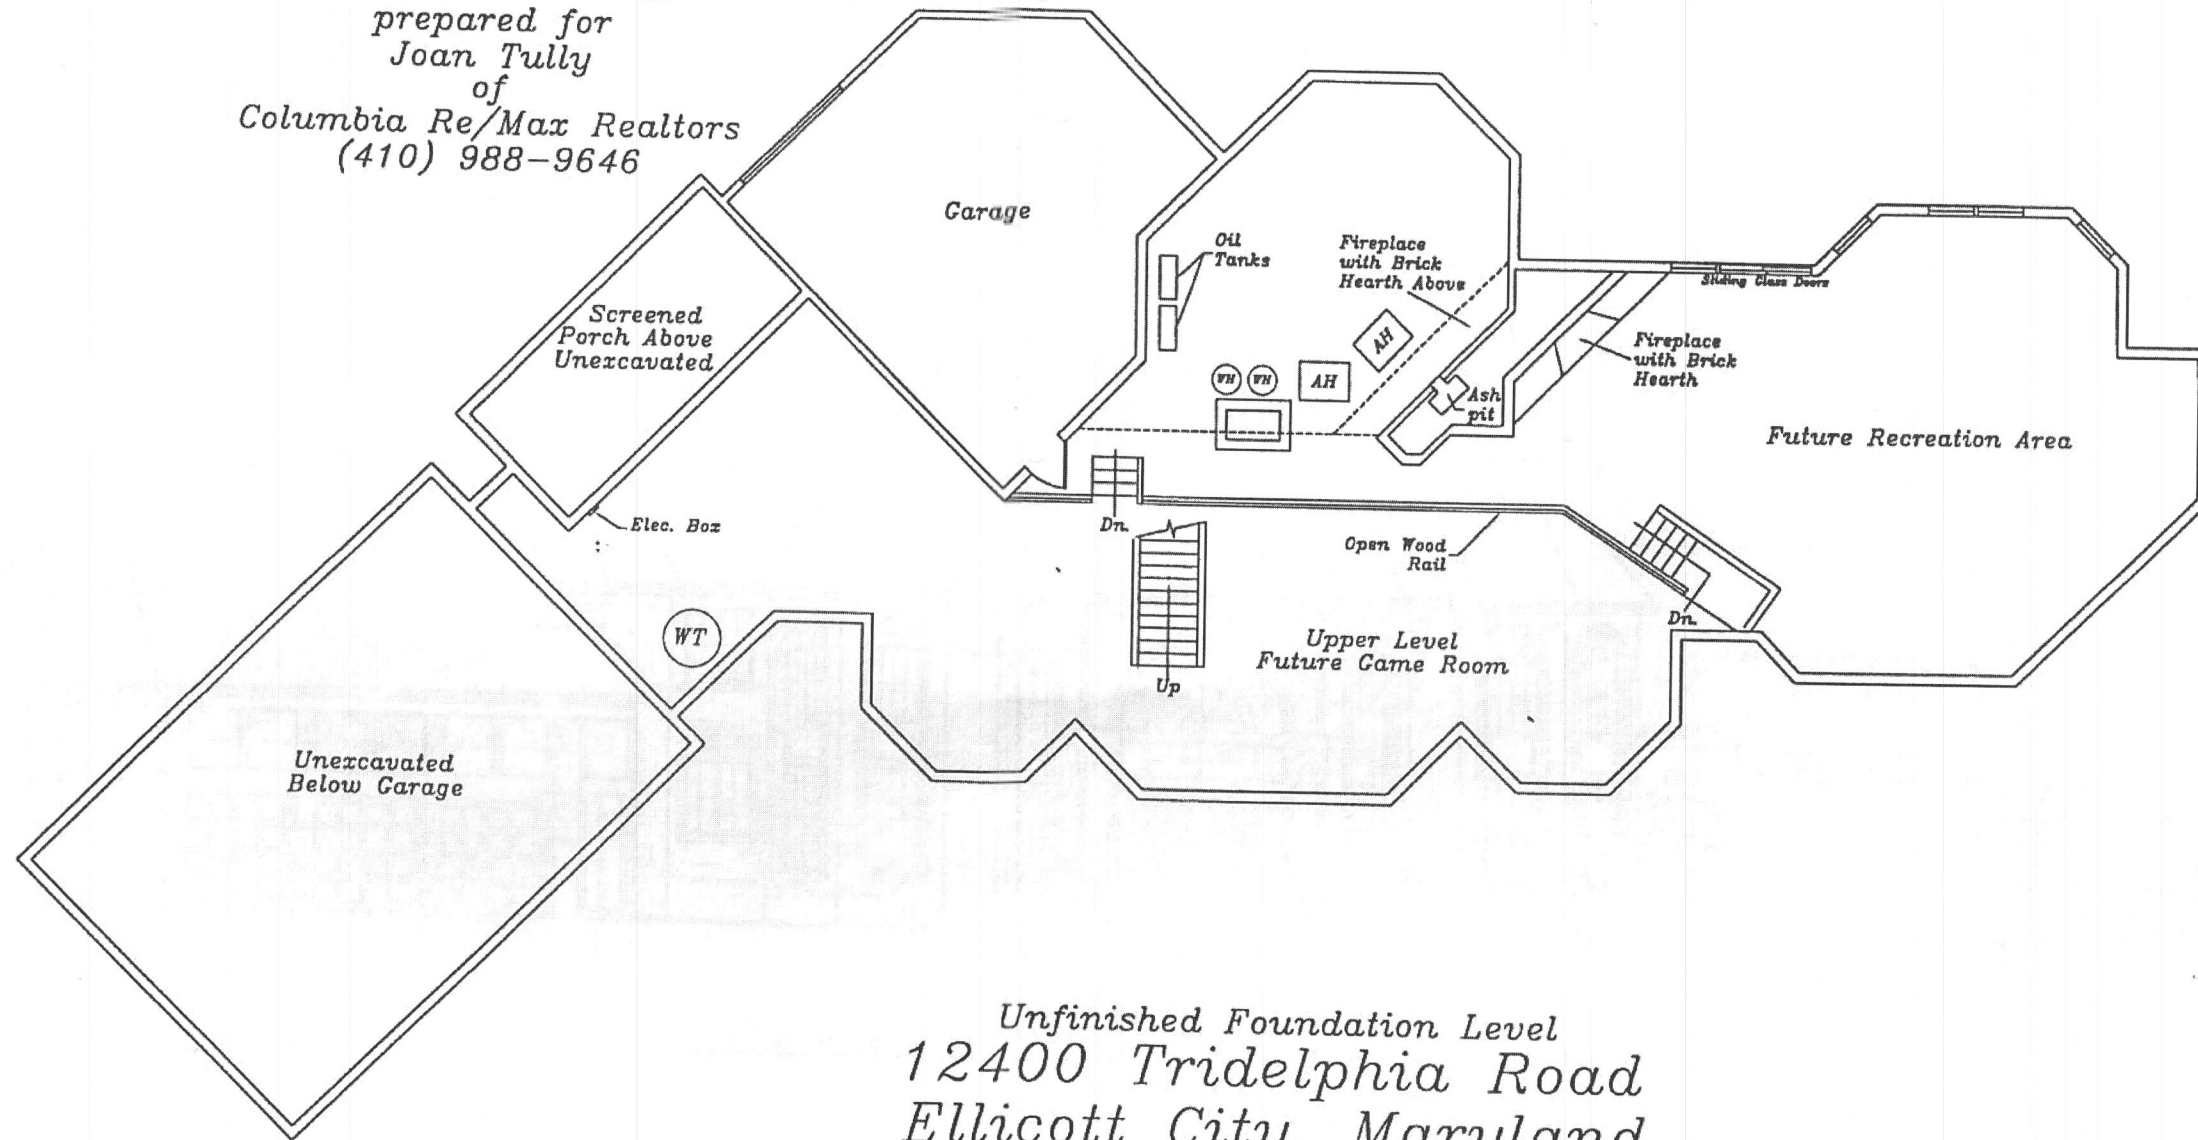 prepared for
Joan Tully
of
Columbia Re/Max Realtors
(410) 988-9646
Garage
Oil
Tanks
Fireplace
with Brick
Hearth Above
Sliding Glass Doors
Screened
Porch Above
Unexcavated
AH
Fireplace
with Brick
Hearth
WH
WH
AH
Ash
pit
Future Recreation Area
Elec. Box
Dn.
Open Wood
Rail
Dn.
WT
Upper Level
Future Game Room
Up
Unexcavated
Below Garage
Unfinished Foundation Level
12400 Tridelphia Road
Ellicott City, Maryland